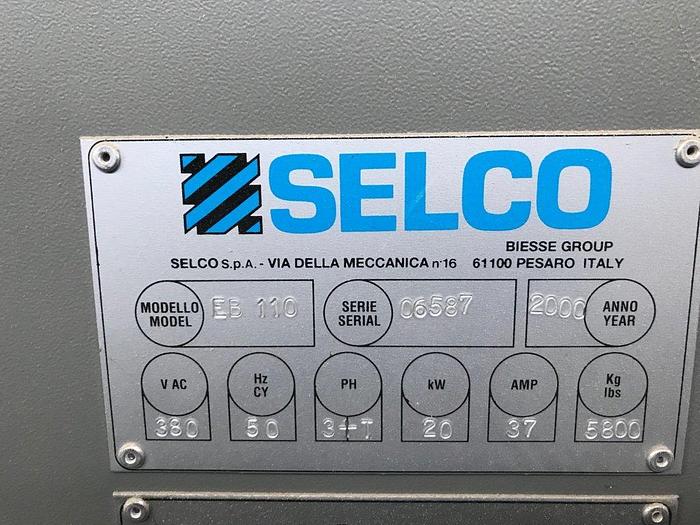 SELCO
BIESSE GROUP
SELCO S.p.A. - VIA DELLA MECCANICA n°16 61100 PESARO ITALY
MODELLO MODEL EB 110 SERIE SERIAL 06587 2000 ANNO YEAR
V AC Hz CY PH kW AMP Kg lbs
380 50 3+T 20 37 5800